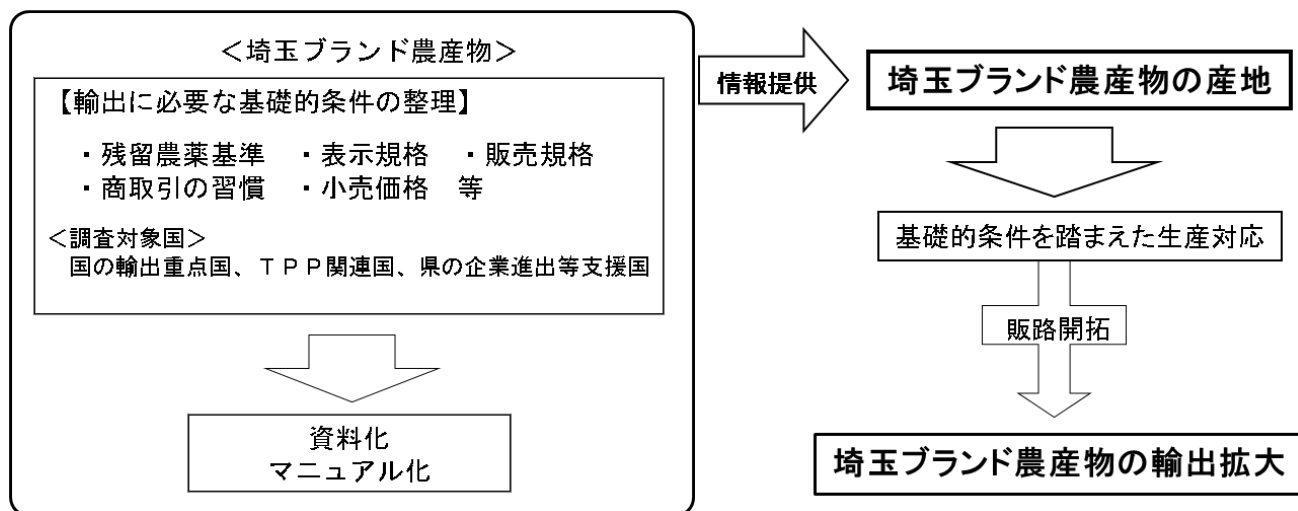 ＜埼玉ブランド農産物＞
【輸出に必要な基礎的条件の整理】
・残留農薬基準　・表示規格　・販売規格
・商取引の習慣　・小売価格　等
＜調査対象国＞
国の輸出重点国、ＴＰＰ関連国、県の企業進出等支援国
資料化
マニュアル化
情報提供
埼玉ブランド農産物の産地
基礎的条件を踏まえた生産対応
販路開拓
埼玉ブランド農産物の輸出拡大